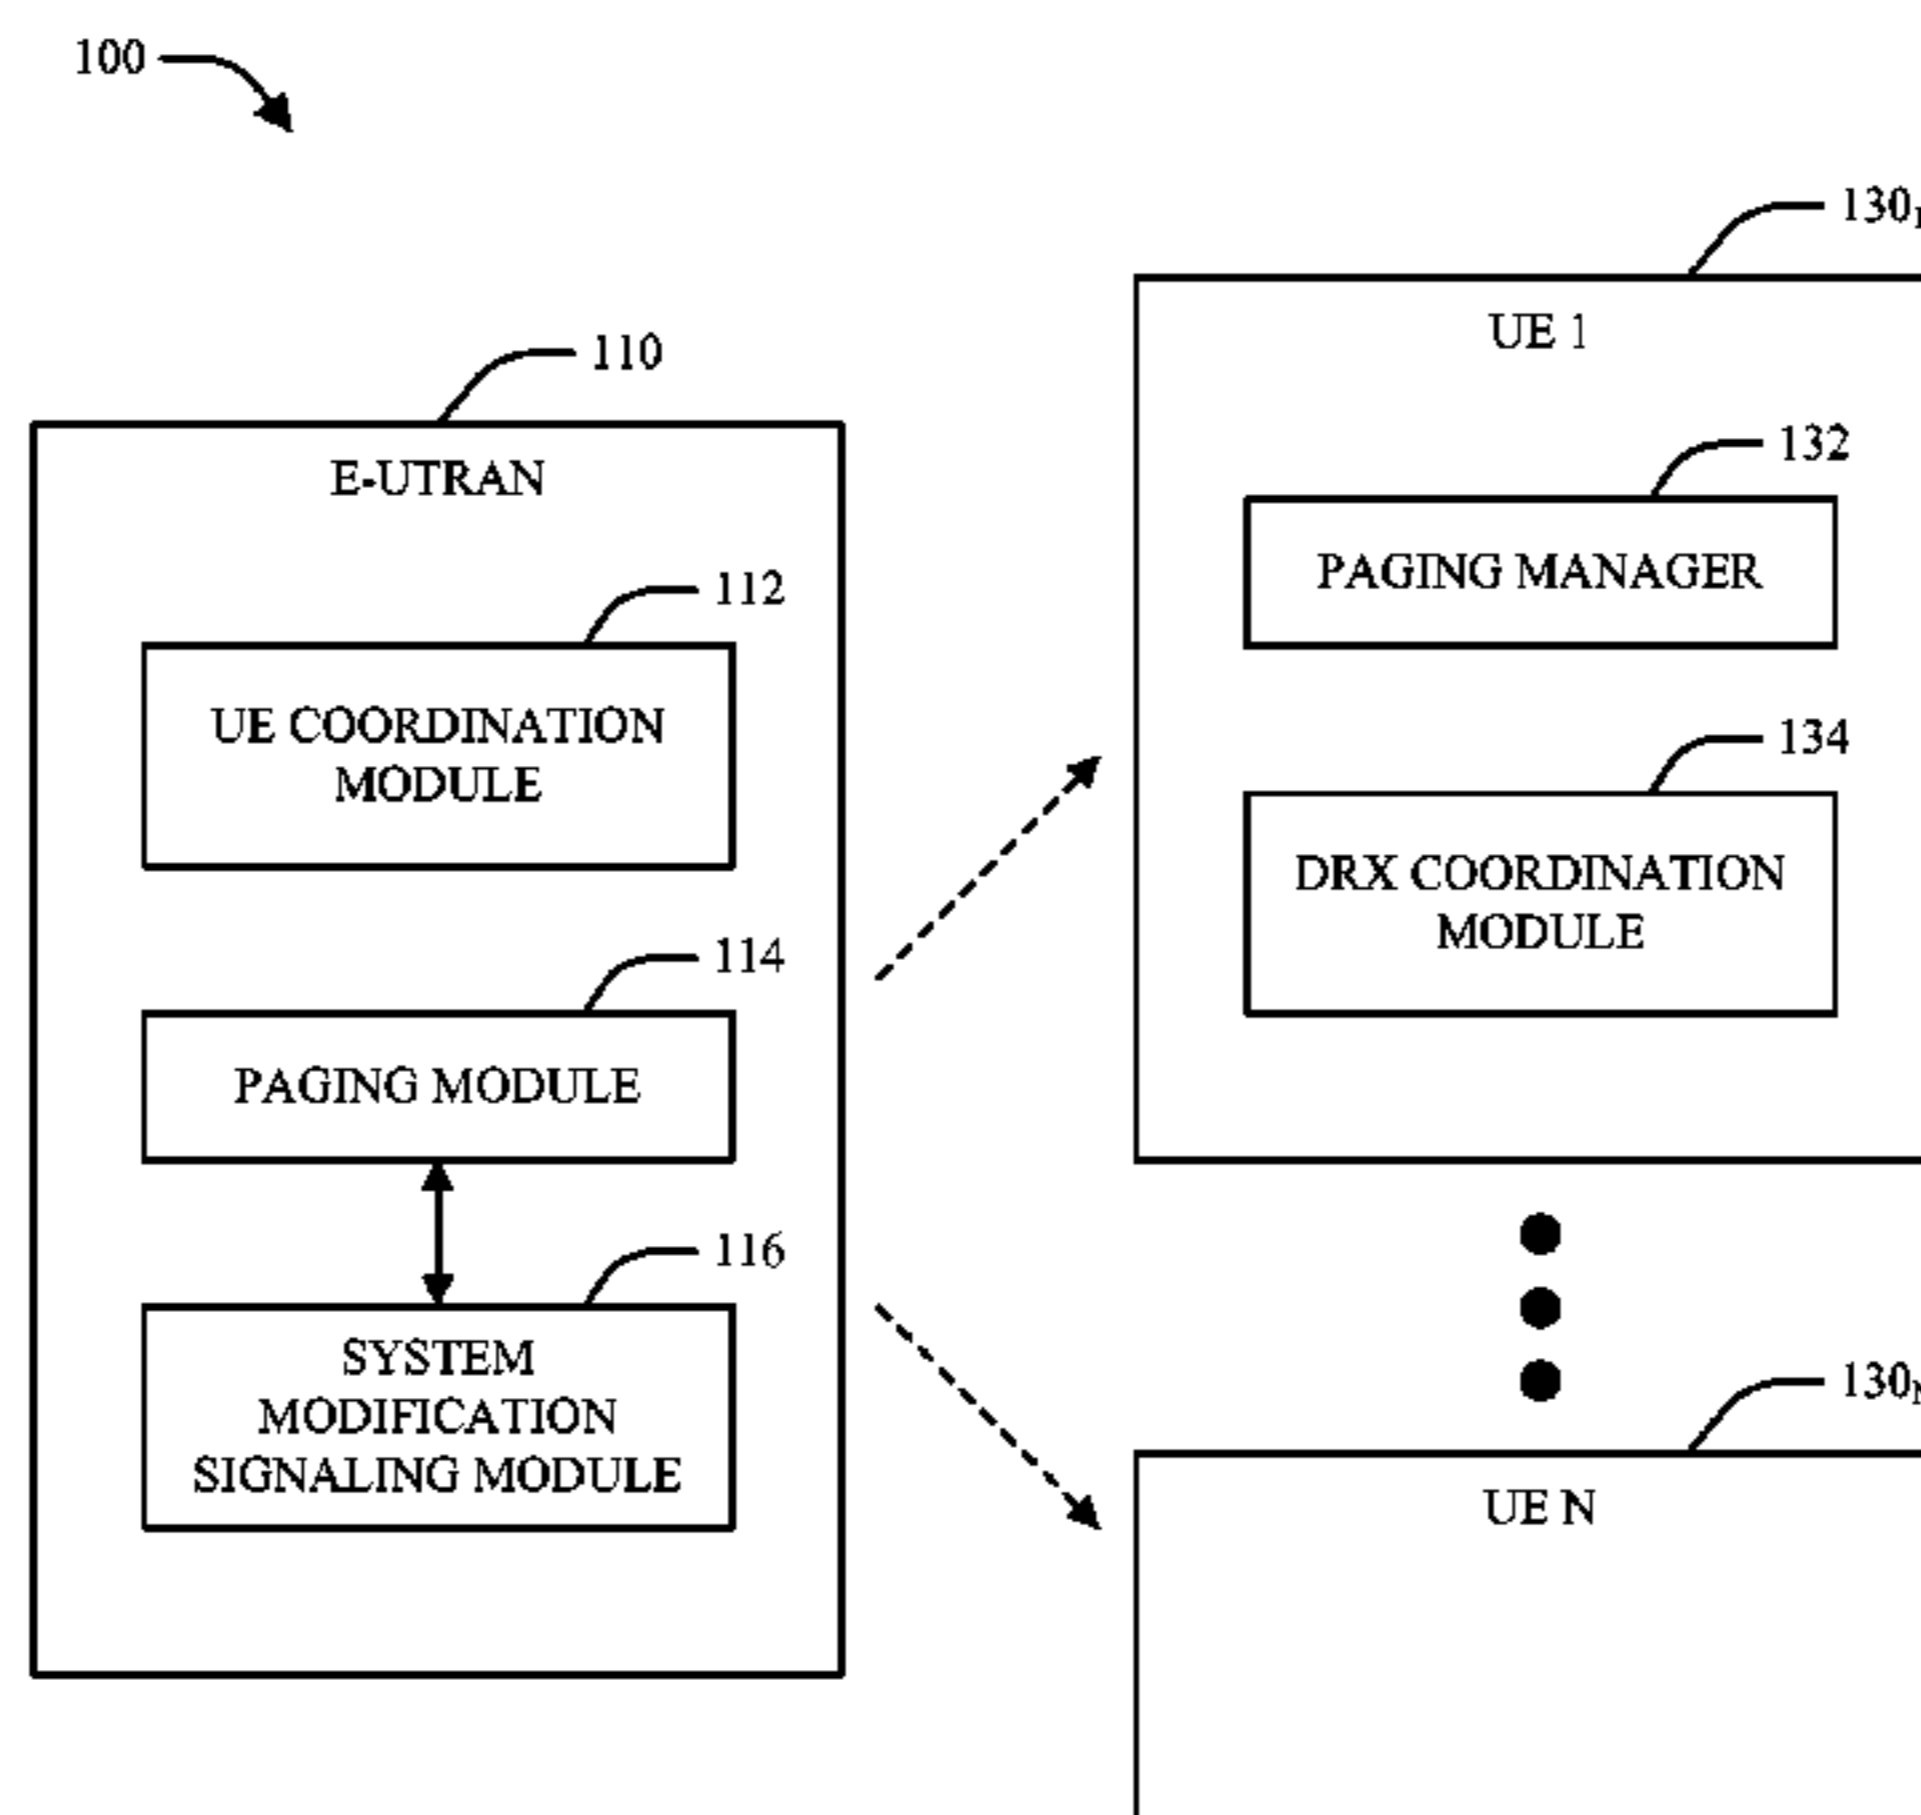 100
110
E-UTRAN
112
UE COORDINATION
MODULE
114
PAGING MODULE
116
SYSTEM
MODIFICATION
SIGNALING MODULE
130
UE 1
132
PAGING MANAGER
134
DRX COORDINATION
MODULE
130
UE N